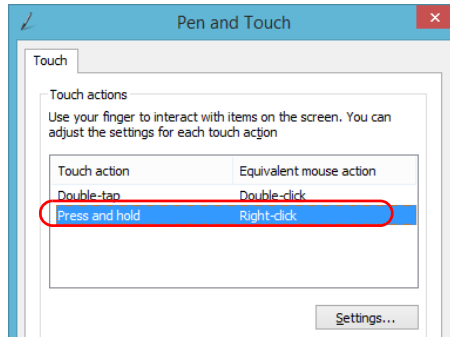 Pen and Touch
Touch
Touch actions
Use your finger to interact with items on the screen. You can
adjust the settings for each touch action
Touch action Equivalent mouse action
Double-tap Double-click
Press and hold Right-click
Settings...